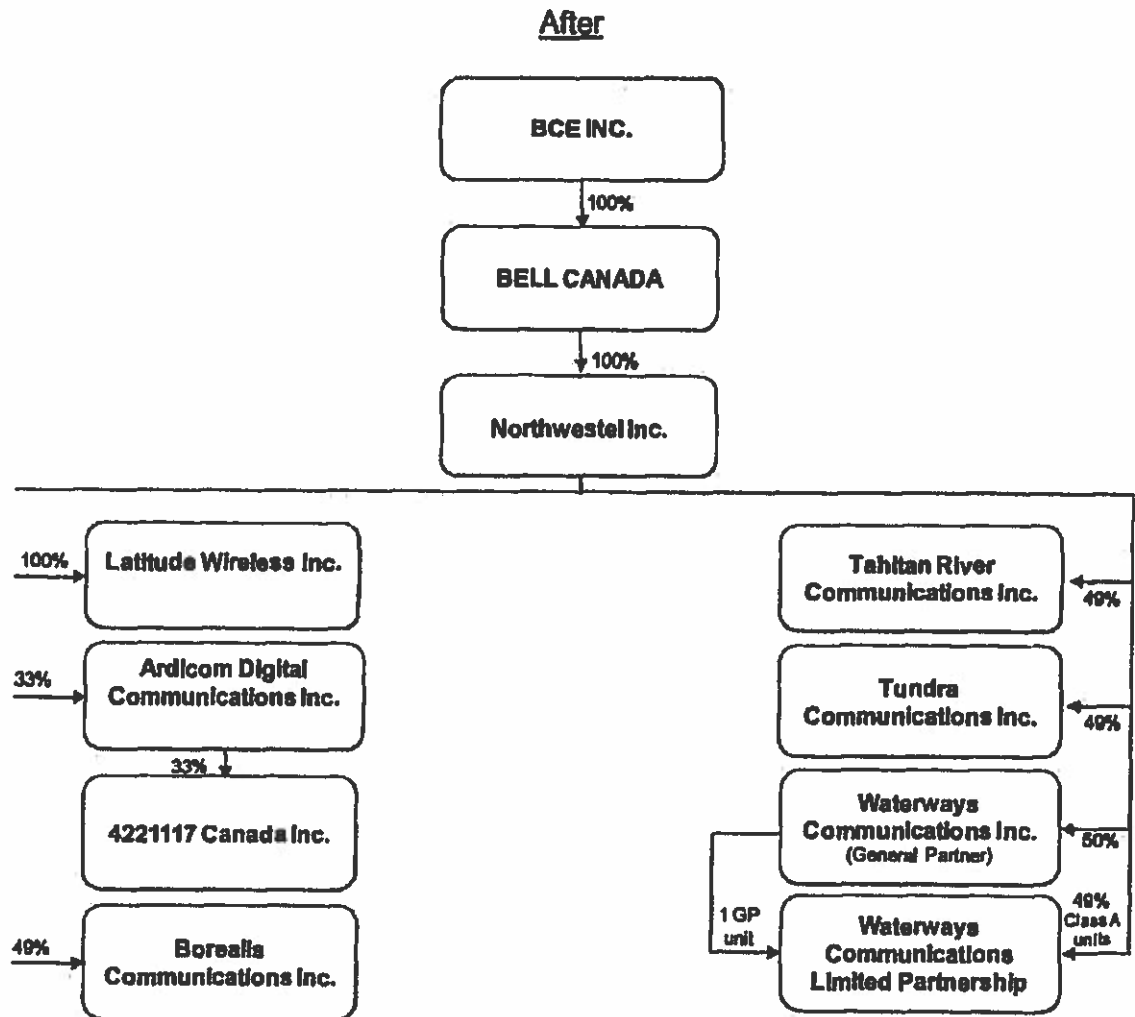 After
BCE INC.
100%
BELL CANADA
100%
Northwestel Inc.
100%
Latitude Wireless Inc.
33%
Ardicom Digital
Communications Inc.
33%
4221117 Canada Inc.
49%
Borealis
Communications Inc.
Tahltan River
Communications Inc.
49%
Tundra
Communications Inc.
49%
Waterways
Communications Inc.
(General Partner)
50%
1 GP
unit
49%
Class A
units
Waterways
Communications
Limited Partnership